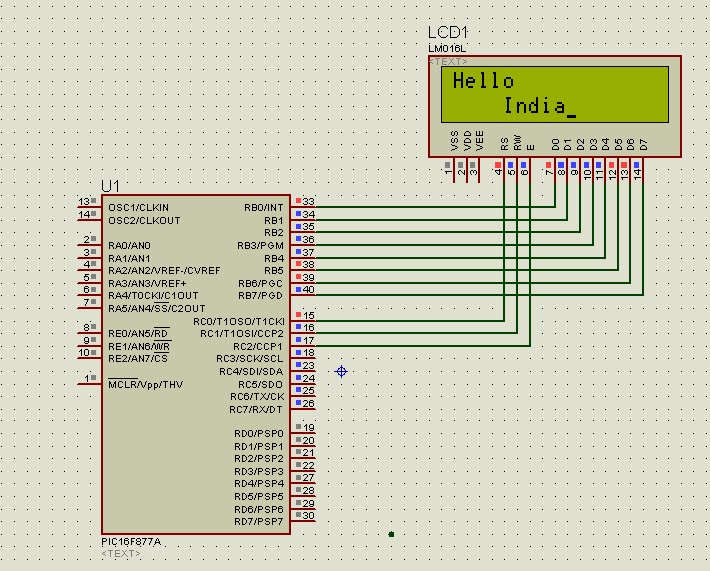 LCD1
LM016L
<TEXT>
Hello
India_
VSS
VDD
VEE
RS
RW
E
D0
D1
D2
D3
D4
D5
D6
D7
1
2
3
4
5
6
7
8
9
10
11
12
13
14
U1
13 OSC1/CLKIN RB0/INT 33
14 OSC2/CLKOUT RB1 34
RB2 35
2 RA0/AN0 RB3/PGM 36
3 RA1/AN1 RB4 37
4 RA2/AN2/VREF-/CVREF RB5 38
5 RA3/AN3/VREF+ RB6/PGC 39
6 RA4/T0CKI/C1OUT RB7/PGD 40
7 RA5/AN4/SS/C2OUT
RC0/T1OSO/T1CKI 15
8 RE0/AN5/RD RC1/T1OSI/CCP2 16
9 RE1/AN6/WR RC2/CCP1 17
10 RE2/AN7/CS RC3/SCK/SCL 18
RC4/SDI/SDA 23
1 MCLR/Vpp/THV RC5/SDO 24
RC6/TX/CK 25
RC7/RX/DT 26
RD0/PSP0 19
RD1/PSP1 20
RD2/PSP2 21
RD3/PSP3 22
RD4/PSP4 27
RD5/PSP5 28
RD6/PSP6 29
RD7/PSP7 30
PIC16F877A
<TEXT>